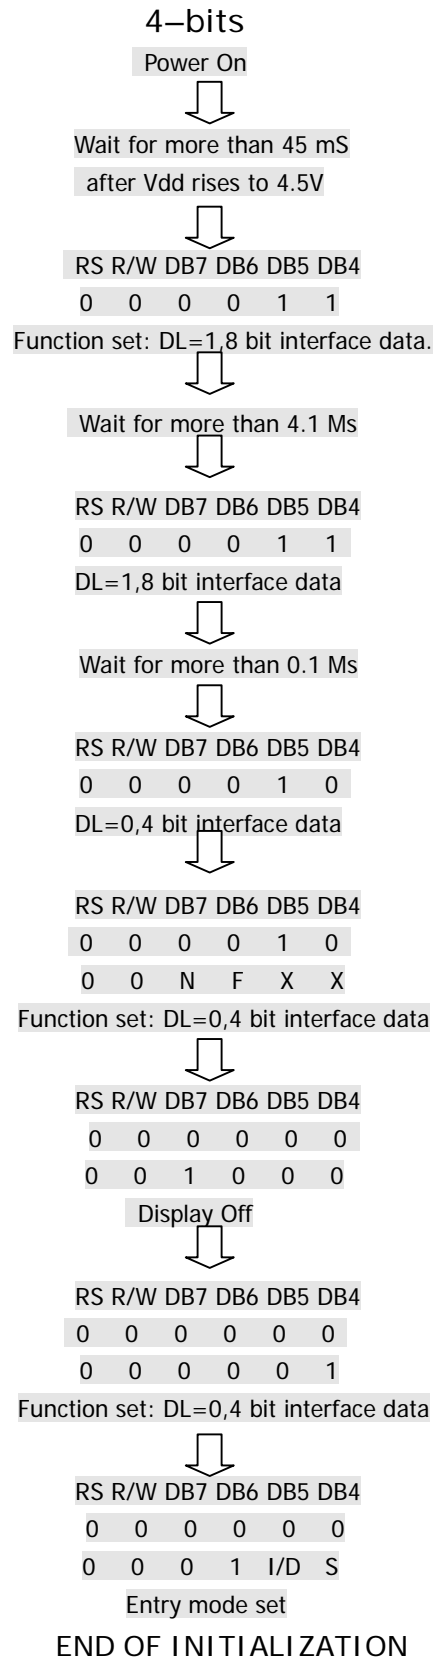 4–bits
Power On
Wait for more than 45 mS
after Vdd rises to 4.5V
RS R/W DB7 DB6 DB5 DB4
0 0 0 0 1 1
Function set: DL=1,8 bit interface data.
Wait for more than 4.1 Ms
RS R/W DB7 DB6 DB5 DB4
0 0 0 0 1 1
DL=1,8 bit interface data
Wait for more than 0.1 Ms
RS R/W DB7 DB6 DB5 DB4
0 0 0 0 1 0
DL=0,4 bit interface data
RS R/W DB7 DB6 DB5 DB4
0 0 0 0 1 0
0 0 N F X X
Function set: DL=0,4 bit interface data
RS R/W DB7 DB6 DB5 DB4
0 0 0 0 0 0
0 0 1 0 0 0
Display Off
RS R/W DB7 DB6 DB5 DB4
0 0 0 0 0 0
0 0 0 0 0 1
Function set: DL=0,4 bit interface data
RS R/W DB7 DB6 DB5 DB4
0 0 0 0 0 0
0 0 0 1 I/D S
Entry mode set
END OF INITIALIZATION